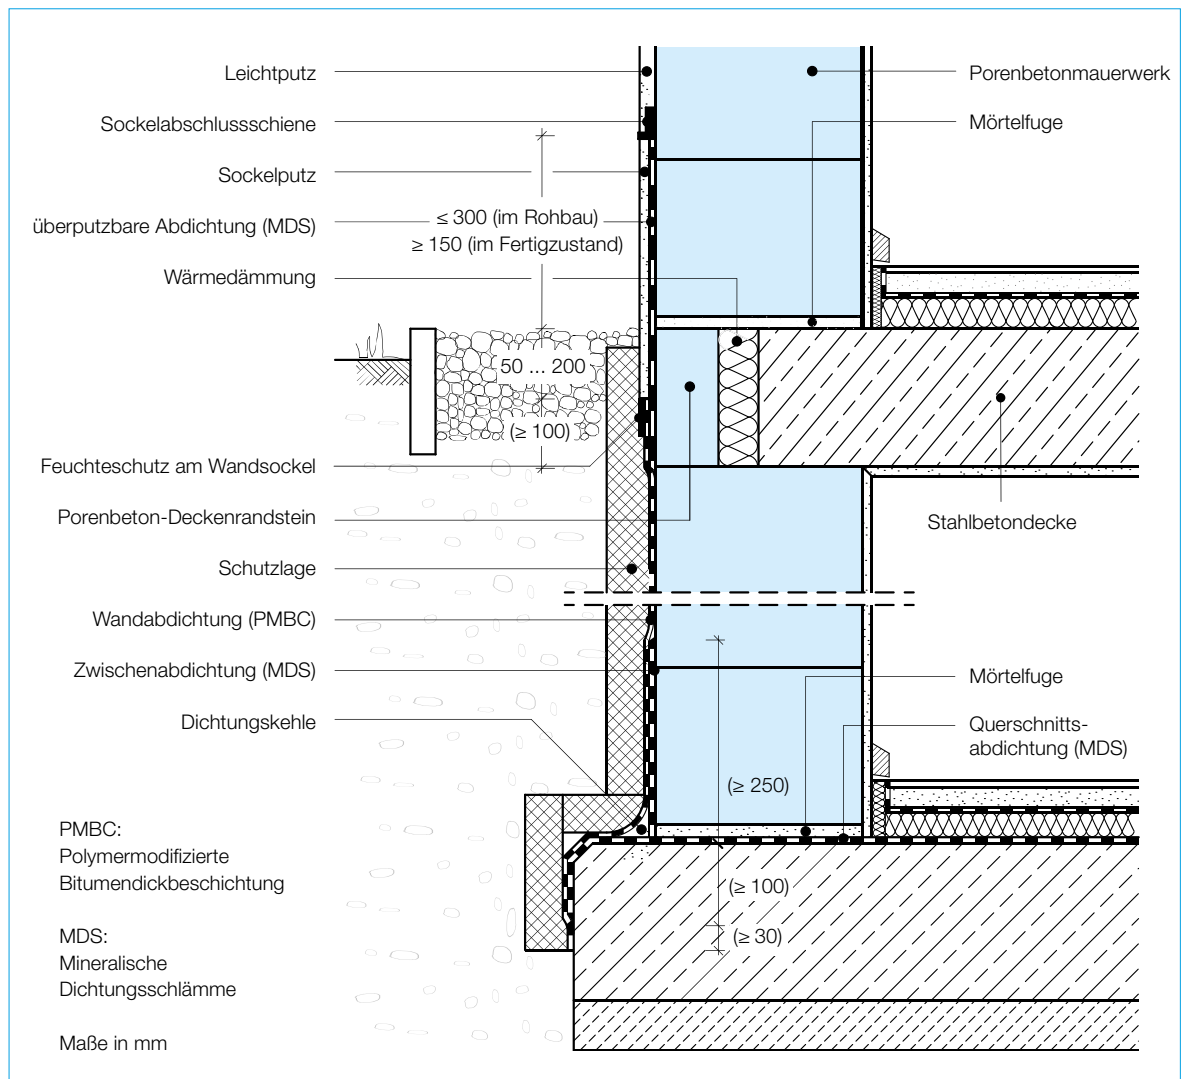 Leichtputz
Sockelabschlussschiene
Sockelputz
überputzbare Abdichtung (MDS)
Wärmedämmung
≤ 300 (im Rohbau)
≥ 150 (im Fertigzustand)
50 ... 200
(≥ 100)
Feuchteschutz am Wandsockel
Porenbeton-Deckenrandstein
Schutzlage
Wandabdichtung (PMBC)
Zwischenabdichtung (MDS)
Dichtungskehle
PMBC:
Polymermodifizierte
Bitumendickbeschichtung
MDS:
Mineralische
Dichtungsschlämme
Maße in mm
Porenbetonmauerwerk
Mörtelfuge
Stahlbetondecke
Mörtelfuge
Querschnitts-
abdichtung (MDS)
(≥ 250)
(≥ 100)
(≥ 30)